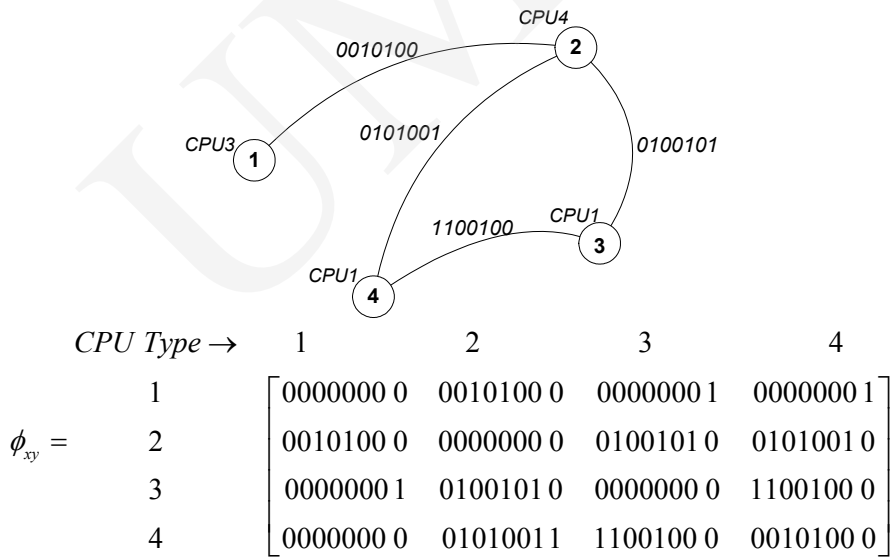 CPU4
2
0010100
0101001
0100101
CPU3
1
CPU1
3
1100100
CPU1
4
CPU Type → 1 2 3 4
1 0000000 0 0010100 0 0000000 1 0000000 1
ϕxy = 2 0010100 0 0000000 0 0100101 0 0101001 0
3 0000000 1 0100101 0 0000000 0 1100100 0
4 0000000 0 0101001 1 1100100 0 0010100 0